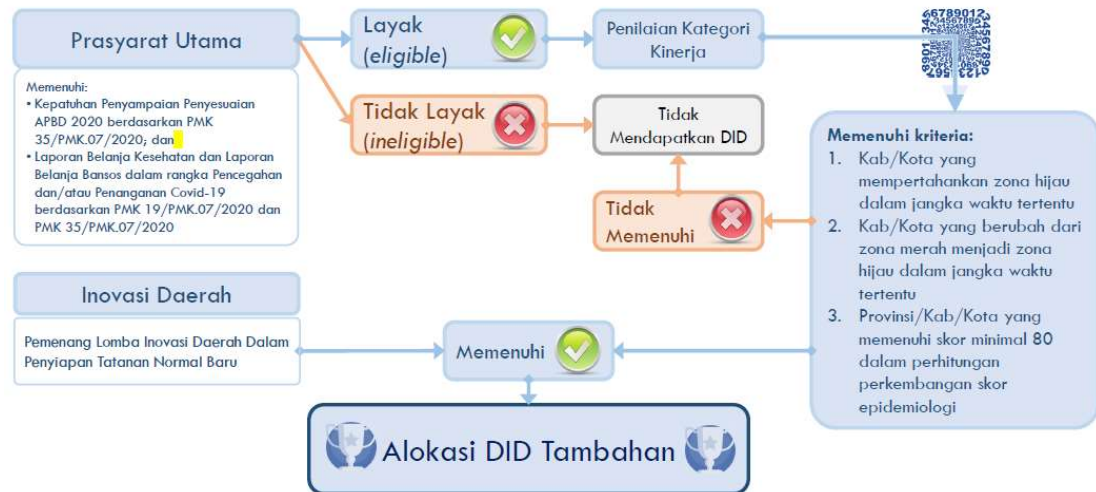 Prasyarat Utama
Memenuhi:
• Kepatuhan Penyampaian Penyesuaian
APBD 2020 berdasarkan PMK
35/PMK.07/2020; dan
• Laporan Belanja Kesehatan dan Laporan
Belanja Bansos dalam rangka Pencegahan
dan/atau Penanganan Covid-19
berdasarkan PMK 19/PMK.07/2020 dan
PMK 35/PMK.07/2020
Layak
(eligible)
Penilaian Kategori
Kinerja
Tidak Layak
(ineligible)
Tidak
Mendapatkan DID
Tidak
Memenuhi
Memenuhi kriteria:
1. Kab/Kota yang
mempertahankan zona hijau
dalam jangka waktu tertentu
2. Kab/Kota yang berubah dari
zona merah menjadi zona
hijau dalam jangka waktu
tertentu
3. Provinsi/Kab/Kota yang
memenuhi skor minimal 80
dalam perhitungan
perkembangan skor
epidemiologi
Inovasi Daerah
Pemenang Lomba Inovasi Daerah Dalam
Penyiapan Tatanan Normal Baru
Memenuhi
Alokasi DID Tambahan